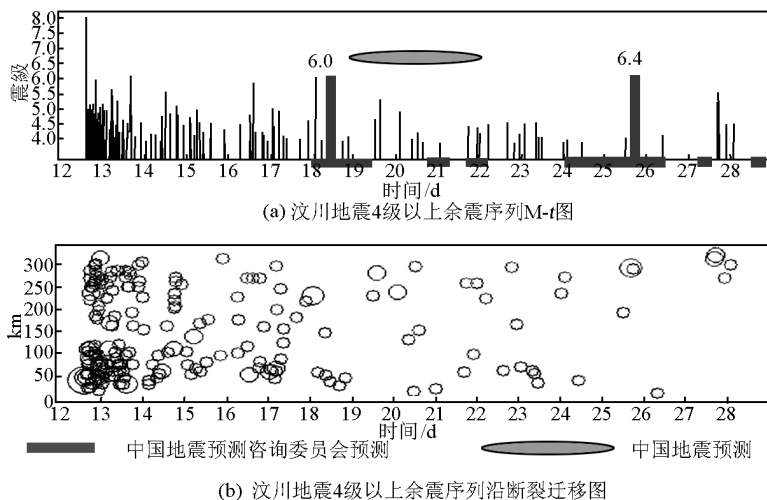 8.0
7.5
7.0
6.5
6.0
5.5
5.0
4.5
4.0
震級
6.0
6.4
12 13 14 15 16 17 18 19 20 21 22 23 24 25 26 27 28
时间/d
(a) 汶川地震4级以上余震序列M-t图
300
250
200
150
100
50
0
km
12 13 14 15 16 17 18 19 20 21 22 23 24 25 26 27 28
时间/d
中国地震预测咨询委员会预测 中国地震预测
(b) 汶川地震4级以上余震序列沿断裂迁移图